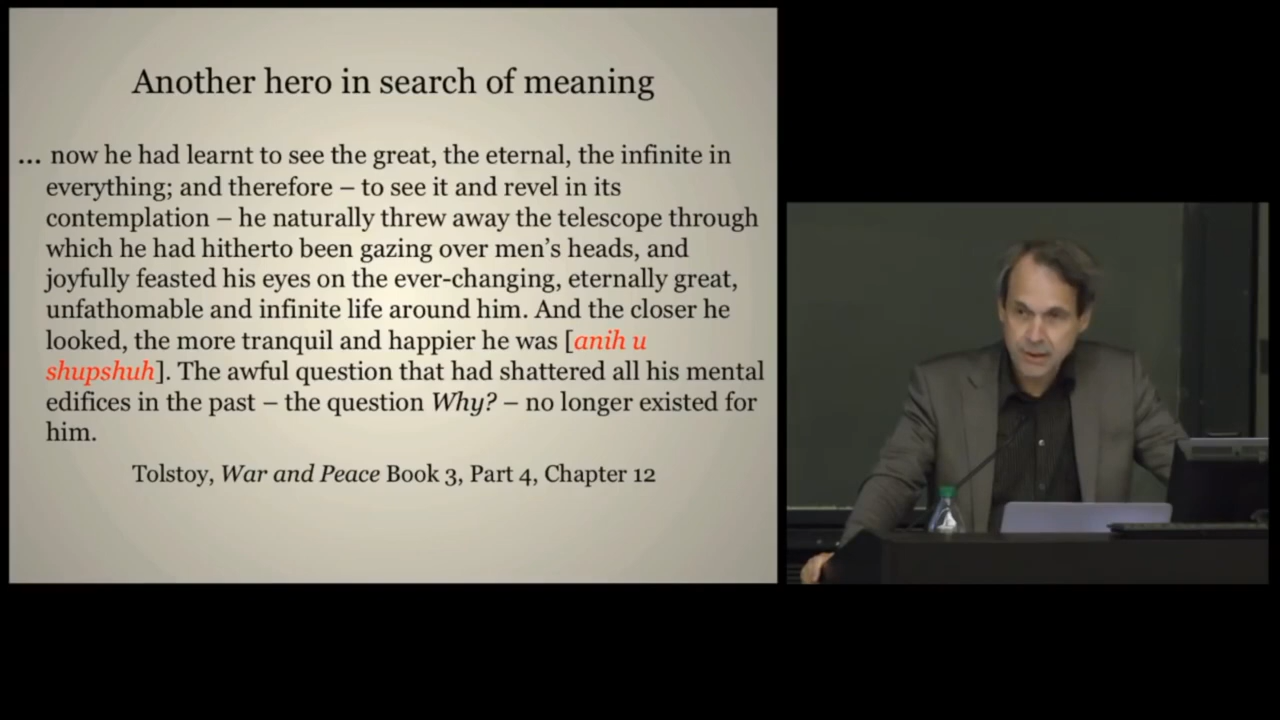 Another hero in search of meaning
... now he had learnt to see the great, the eternal, the infinite in
everything; and therefore – to see it and revel in its
contemplation – he naturally threw away the telescope through
which he had hitherto been gazing over men’s heads, and
joyfully feasted his eyes on the ever-changing, eternally great,
unfathomable and infinite life around him. And the closer he
looked, the more tranquil and happier he was [anih u
shupshuh]. The awful question that had shattered all his mental
edifices in the past – the question Why? – no longer existed for
him.
Tolstoy, War and Peace Book 3, Part 4, Chapter 12